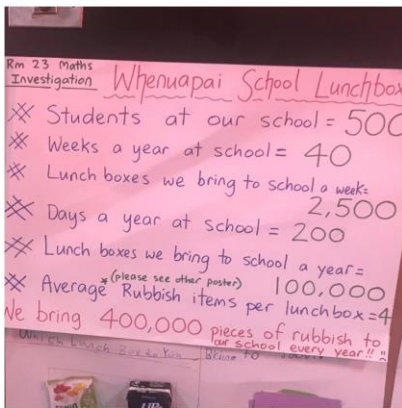 Rm 23 Maths
Investigation
Whenuapai School Lunchbox
Students at our school = 500
Weeks a year at school = 40
Lunch boxes we bring to school a week=
2,500
Days a year at school = 200
Lunch boxes we bring to school a year =
*(please see other poster) 100,000
Average Rubbish items per lunchbox=4
We bring 400,000 pieces of rubbish to
our school every year!!